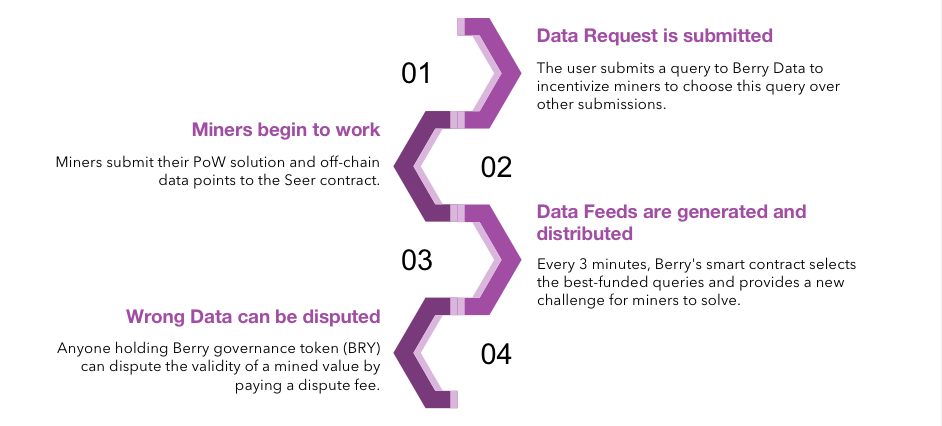 01
Data Request is submitted
The user submits a query to Berry Data to
incentivize miners to choose this query over
other submissions.
Miners begin to work
Miners submit their PoW solution and off-chain
data points to the Seer contract.
02
03
Data Feeds are generated and
distributed
Every 3 minutes, Berry's smart contract selects
the best-funded queries and provides a new
challenge for miners to solve.
Wrong Data can be disputed
Anyone holding Berry governance token (BRY)
can dispute the validity of a mined value by
paying a dispute fee.
04